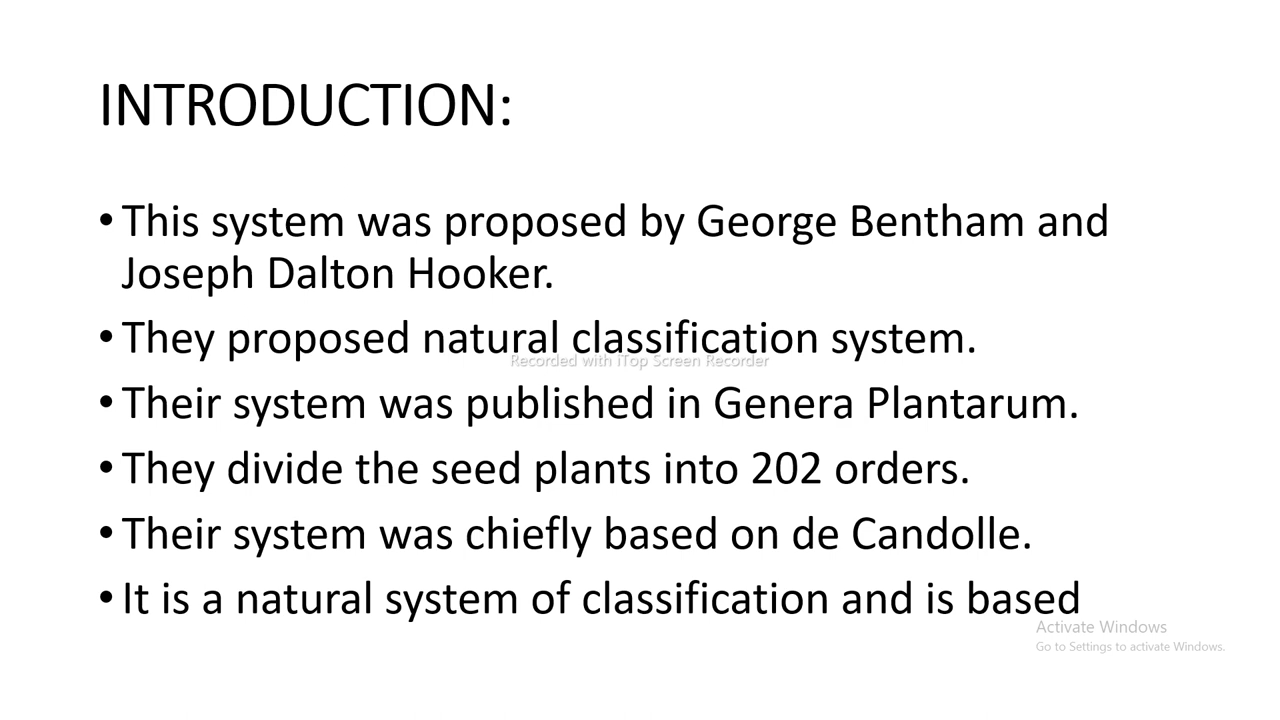 INTRODUCTION:
•This system was proposed by George Bentham and
Joseph Dalton Hooker.
•They proposed natural classification system.
Recorded with iTop Screen Recorder
•Their system was published in Genera Plantarum.
•They divide the seed plants into 202 orders.
•Their system was chiefly based on de Candolle.
•It is a natural system of classification and is based
Activate Windows
Go to Settings to activate Windows.